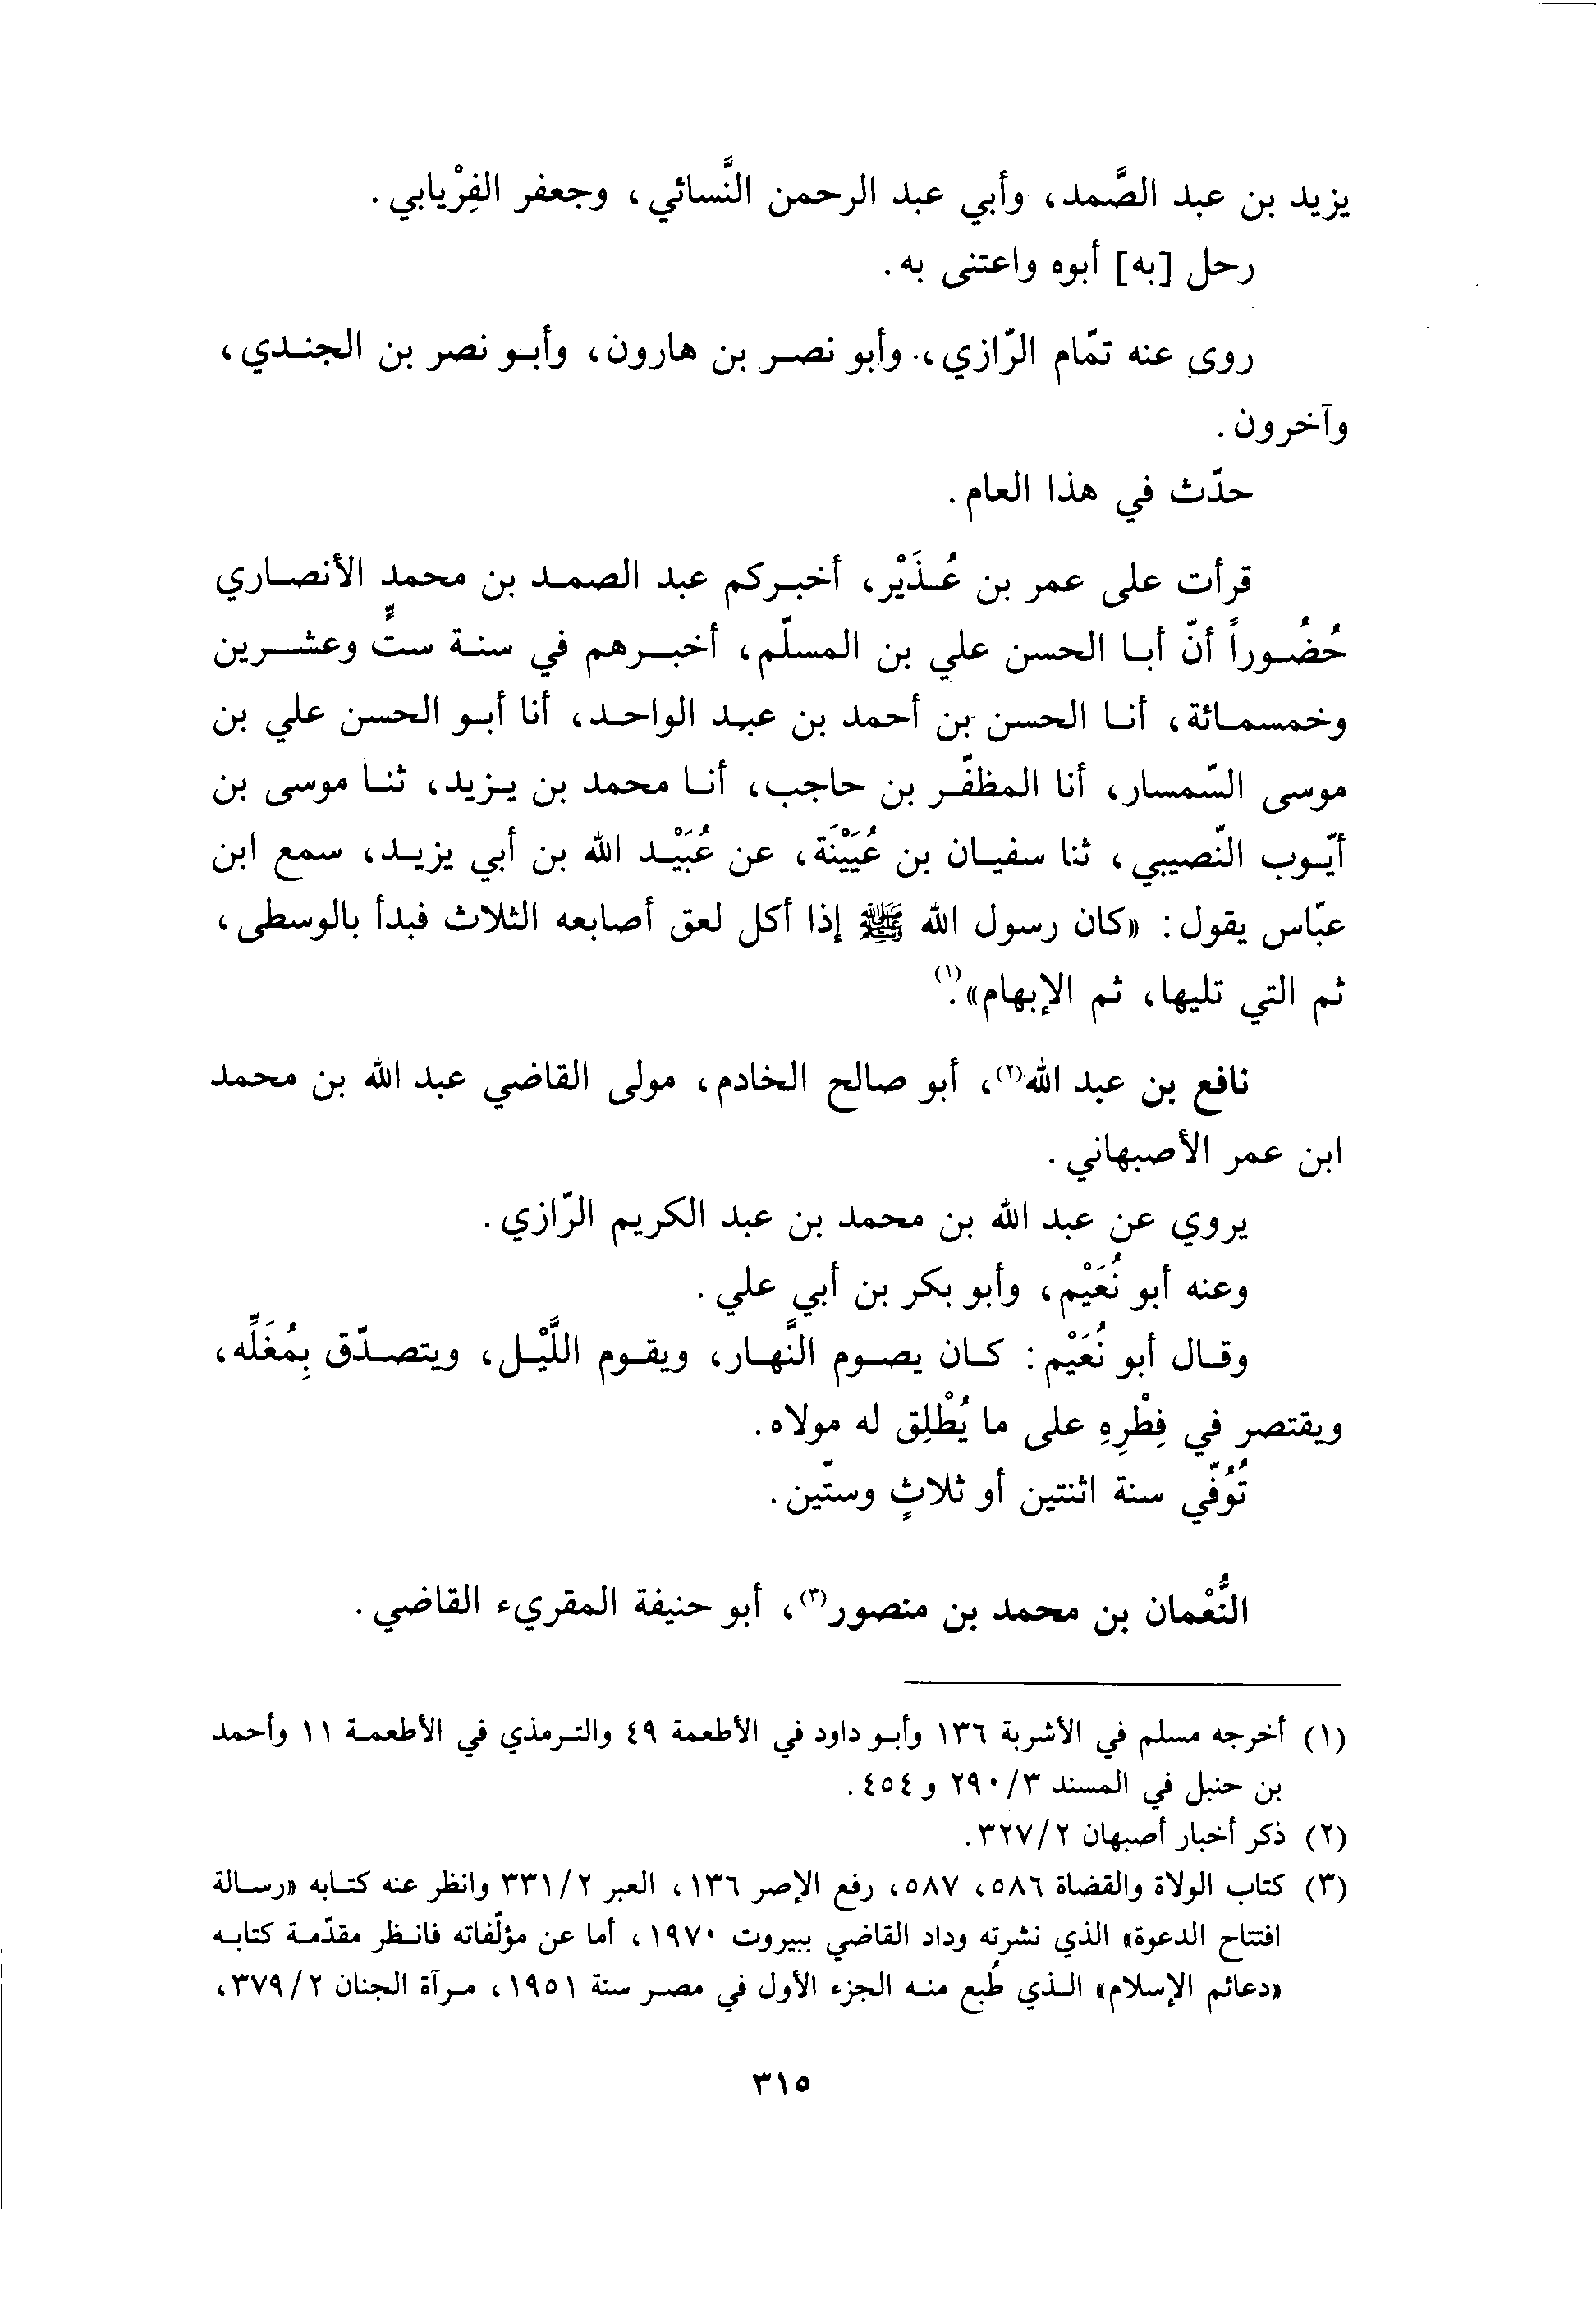 يزيد بن عبد الصَّمد، وأبي عبد الرحمن النَّسائي، وجعفر الفِرْيابي.
رحل [به] أبوه واعتنى به.
روى عنه تمّام الرّازي، وأبو نصر بن هارون، وأبو نصر بن الجندي،
وآخرون.
حدّث في هذا العام.
قرأت على عمر بن عُذَيْر، أخبركم عبد الصمد بن محمد الأنصاري
حُضُوراً أنّ أبا الحسن علي بن المسلّم، أخبرهم في سنة ستٍّ وعشرين
وخمسمائة، أنا الحسن بن أحمد بن عبد الواحد، أنا أبو الحسن علي بن
موسى السّمسار، أنا المظفّر بن حاجب، أنا محمد بن يزيد، ثنا موسى بن
أيّوب النّصيبي، ثنا سفيان بن عُيَيْنَة، عن عُبَيْد الله بن أبي يزيد، سمع ابن
عبّاس يقول: «كان رسول الله ﷺ إذا أكل لعق أصابعه الثلاث فبدأ بالوسطى،
ثم التي تليها، ثم الإبهام»(١).
نافع بن عبد الله(٢)، أبو صالح الخادم، مولى القاضي عبد الله بن محمد
ابن عمر الأصبهاني.
يروي عن عبد الله بن محمد بن عبد الكريم الرّازي.
وعنه أبو نُعَيْم، وأبو بكر بن أبي علي.
وقال أبو نُعَيْم: كان يصوم النَّهار، ويقوم اللَّيْل، ويتصدّق بِمُغَلِّه،
ويقتصر في فِطْرِهِ على ما يُطْلِق له مولاه.
تُوُفّي سنة اثنتين أو ثلاثٍ وستّين.
النُّعْمان بن محمد بن منصور(٣)، أبو حنيفة المقريء القاضي.
(١) أخرجه مسلم في الأشربة ١٣٦ وأبو داود في الأطعمة ٤٩ والترمذي في الأطعمة ١١ وأحمد
بن حنبل في المسند ٣/ ٢٩٠ و ٤٥٤.
(٢) ذكر أخبار أصبهان ٢/ ٣٢٧.
(٣) كتاب الولاة والقضاة ٥٨٦، ٥٨٧، رفع الإصر ١٣٦، العبر ٢/ ٣٣١ وانظر عنه كتابه «رسالة
افتتاح الدعوة» الذي نشرته وداد القاضي ببيروت ١٩٧٠، أما عن مؤلّفاته فانظر مقدّمة كتابه
«دعائم الإسلام» الذي طُبع منه الجزء الأول في مصر سنة ١٩٥١، مرآة الجنان ٢/ ٣٧٩،
٣١٥